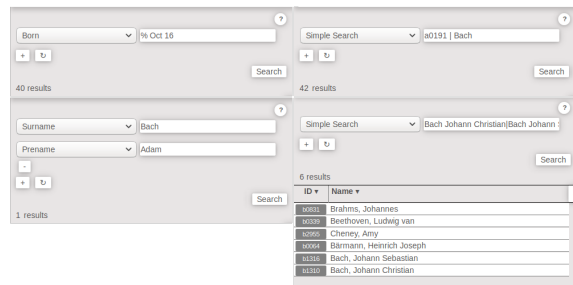 ?
Born % Oct 16
+ ↻
Search
40 results
?
Simple Search a0191 | Bach
+ ↻
Search
42 results
?
Surname Bach
Prename Adam
-
+ ↻
Search
1 results
?
Simple Search Bach Johann Christian|Bach Johann
+ ↻
Search
6 results
ID ▾ Name ▾
b0831 Brahms, Johannes
b0339 Beethoven, Ludwig van
b2955 Cheney, Amy
b0064 Bärmann, Heinrich Joseph
b1316 Bach, Johann Sebastian
b1310 Bach, Johann Christian